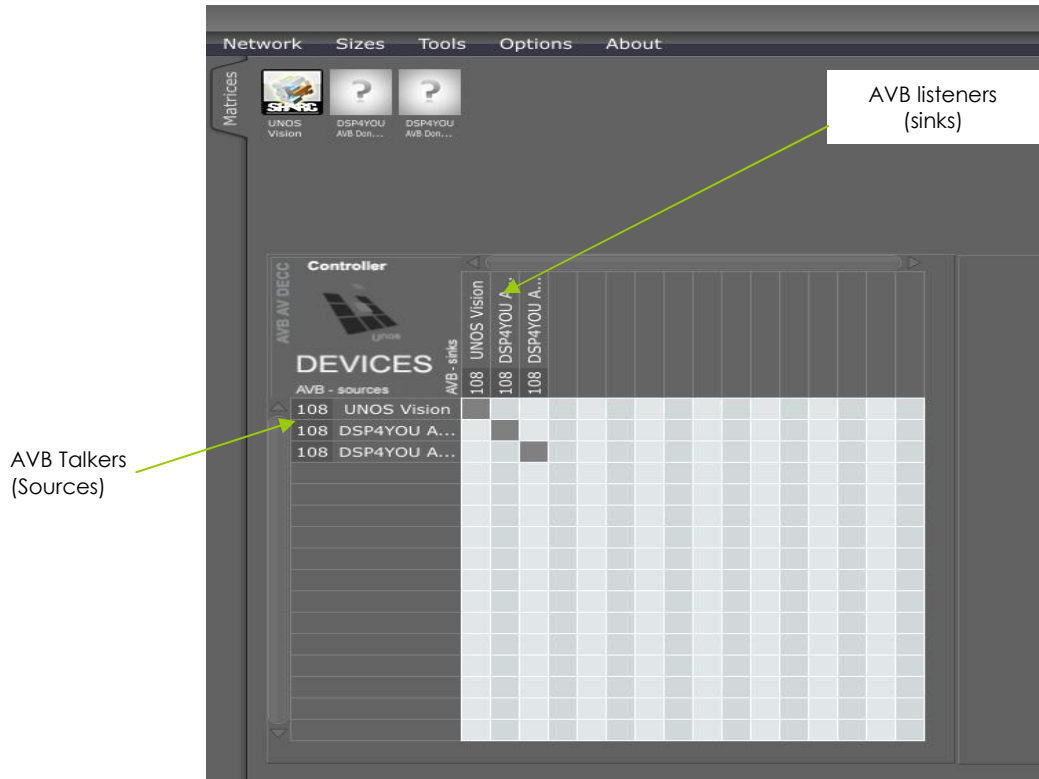 Network Sizes Tools Options About
Matrices
SHARC
UNOS
Vision
DSP4YOU
AVB Don...
DSP4YOU
AVB Don...
AVB listeners
(sinks)
AVB AV DECC
Controller
Unos
DEVICES
AVB - sources
AVB - sinks
108 UNOS Vision
108 DSP4YOU A...
108 DSP4YOU A...
108 UNOS Vision
108 DSP4YOU A...
108 DSP4YOU A...
AVB Talkers
(Sources)